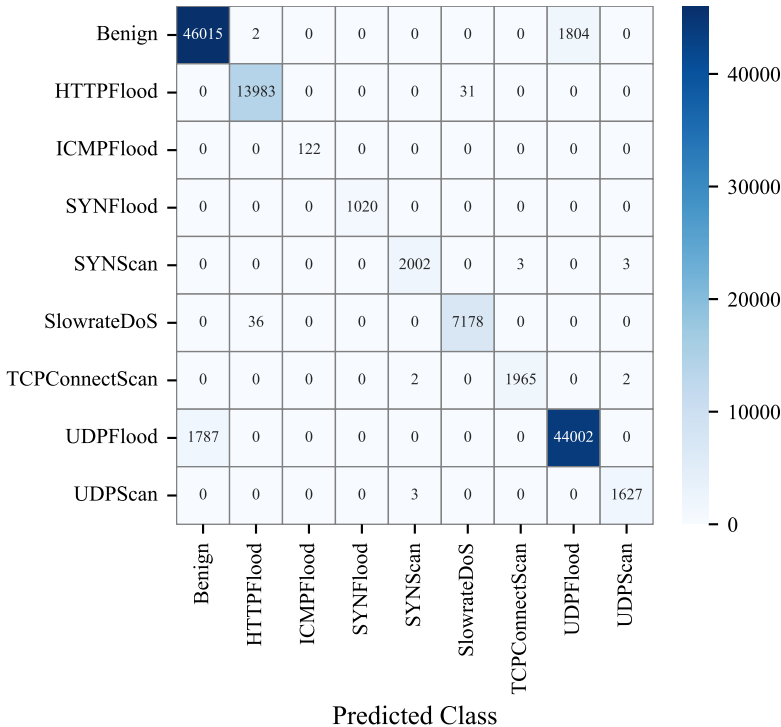 Benign 46015 2 0 0 0 0 0 1804 0
HTTPFlood 0 13983 0 0 0 31 0 0 0
ICMPFlood 0 0 122 0 0 0 0 0 0
SYNFlood 0 0 0 1020 0 0 0 0 0
SYNScan 0 0 0 0 2002 0 3 0 3
SlowrateDoS 0 36 0 0 0 7178 0 0 0
TCPConnectScan 0 0 0 0 2 0 1965 0 2
UDPFlood 1787 0 0 0 0 0 0 44002 0
UDPScan 0 0 0 0 3 0 0 0 1627
Benign
HTTPFlood
ICMPFlood
SYNFlood
SYNScan
SlowrateDoS
TCPConnectScan
UDPFlood
UDPScan
Predicted Class
40000
30000
20000
10000
0